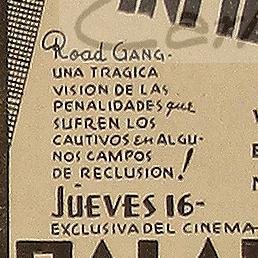 Road GANG-
UNA TRAGICA
VISION DE LAS
PENALIDADES que
SUFREN LOS
CAUTIVOS en ALGU-
NOS CAMPOS
DE RECLUSION!
JUEVES 16-
EXCLUSIVA DEL CINEMA